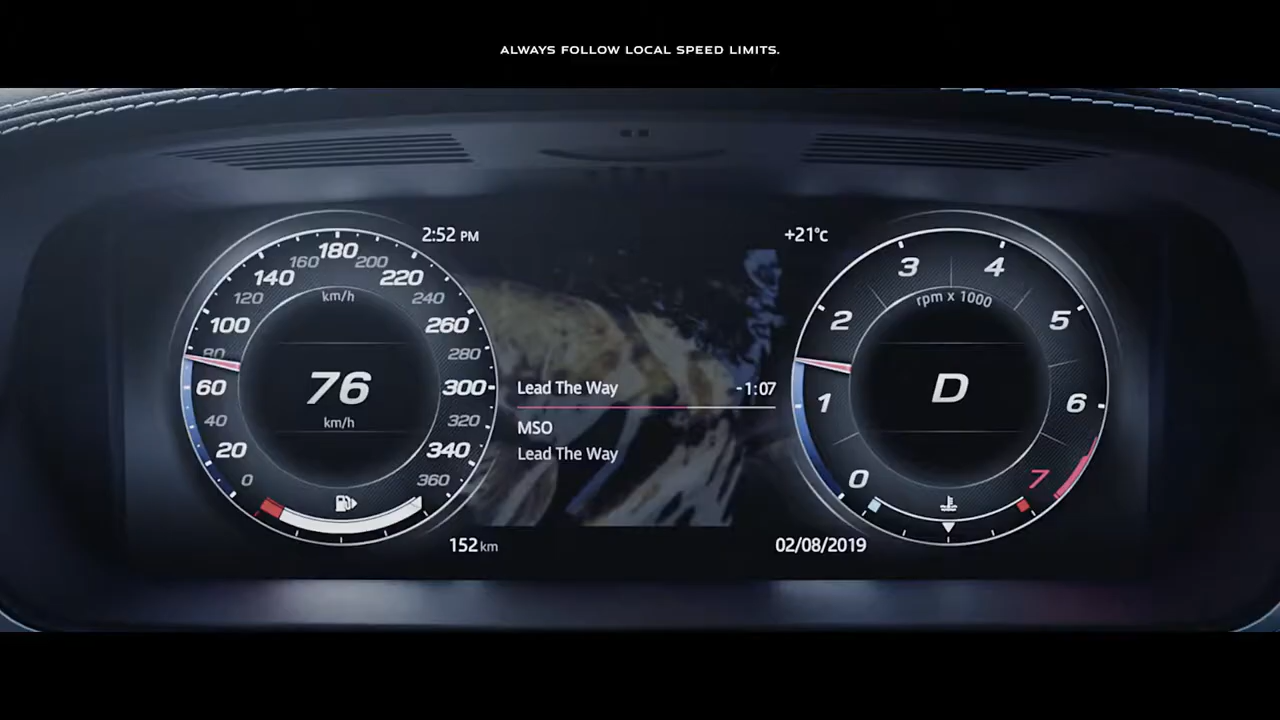 ALWAYS FOLLOW LOCAL SPEED LIMITS.
2:52 PM
+21°c
180
160
200
140
220
120
240
km/h
100
260
80
280
60
300
76
km/h
40
320
20
340
0
360
152 km
Lead The Way
-1:07
MSO
Lead The Way
3
4
rpm x 1000
2
5
1
6
D
0
7
02/08/2019